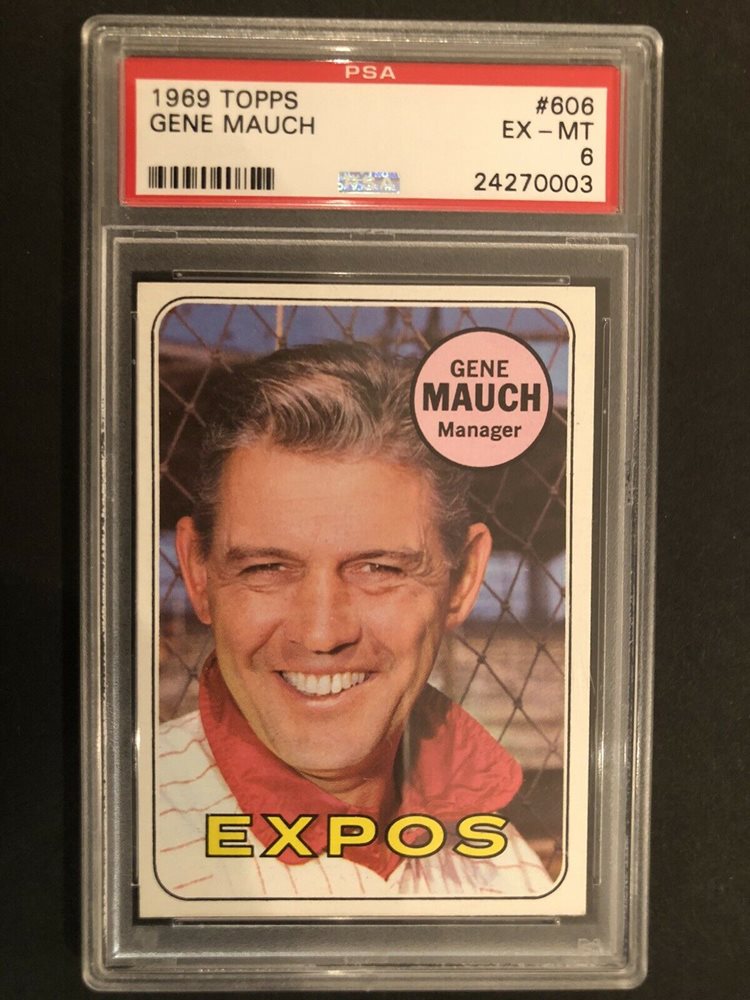 PSA
1969 TOPPS #606
GENE MAUCH EX - MT
6
24270003
GENE
MAUCH
Manager
EXPOS